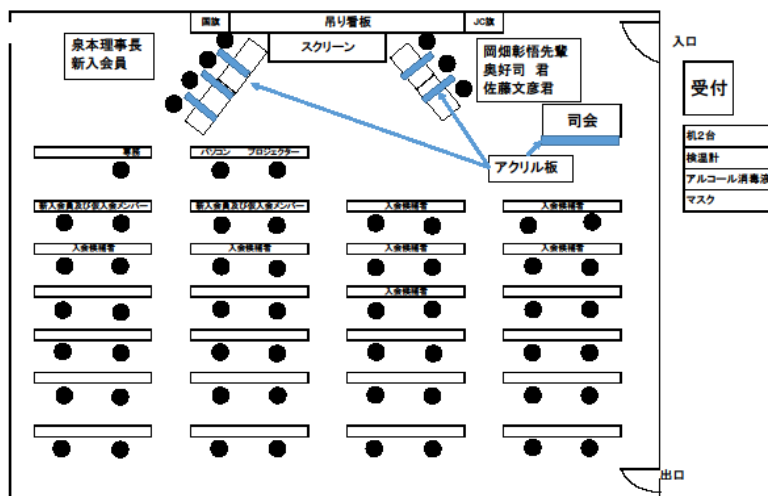 国旗
吊り看板
JC旗
スクリーン
泉本理事長
新入会員
岡畑彰悟先輩
奥好司 君
佐藤文彦君
入口
受付
司会
アクリル板
机2台
検温計
アルコール消毒液
マスク
専務
パソコン プロジェクター
新入会員及び仮入会メンバー
新入会員及び仮入会メンバー
入会候補者
入会候補者
入会候補者
入会候補者
入会候補者
入会候補者
入会候補者
出口